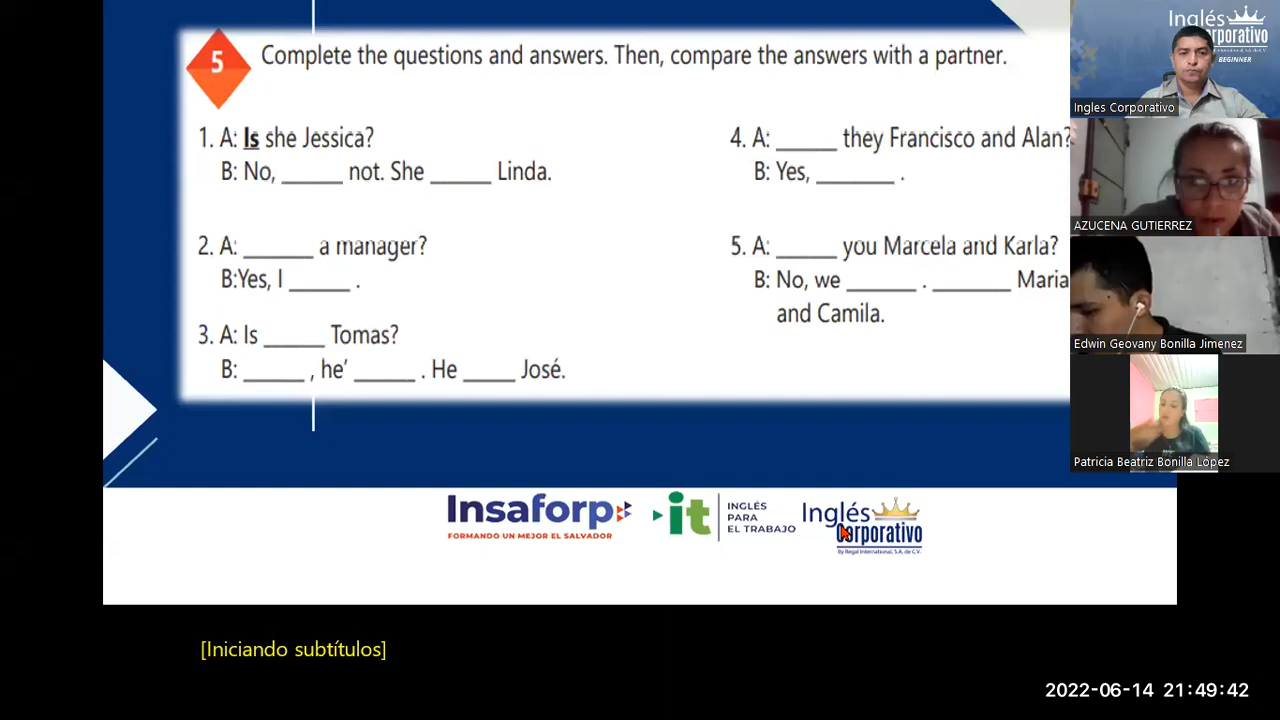 5 Complete the questions and answers. Then, compare the answers with a partner.
1. A: Is she Jessica?
B: No, ______ not. She ______ Linda.
2. A: _______ a manager?
B:Yes, I ______ .
3. A: Is ______ Tomas?
B: ______ , he' ______ . He _____ José.
4. A: ______ they Francisco and Alan?
B: Yes, ________ .
5. A: ______ you Marcela and Karla?
B: No, we _______ . ________ Maria
and Camila.
Insaforp
FORMANDO UN MEJOR EL SALVADOR
it
INGLÉS
PARA
EL TRABAJO
Inglés
Corporativo
By Regal International, S.A. de C.V.
Inglés
Corporativo
BEGINNER
Ingles Corporativo
AZUCENA GUTIERREZ
Edwin Geovany Bonilla Jimenez
Patricia Beatriz Bonilla López
[Iniciando subtítulos]
2022-06-14 21:49:42